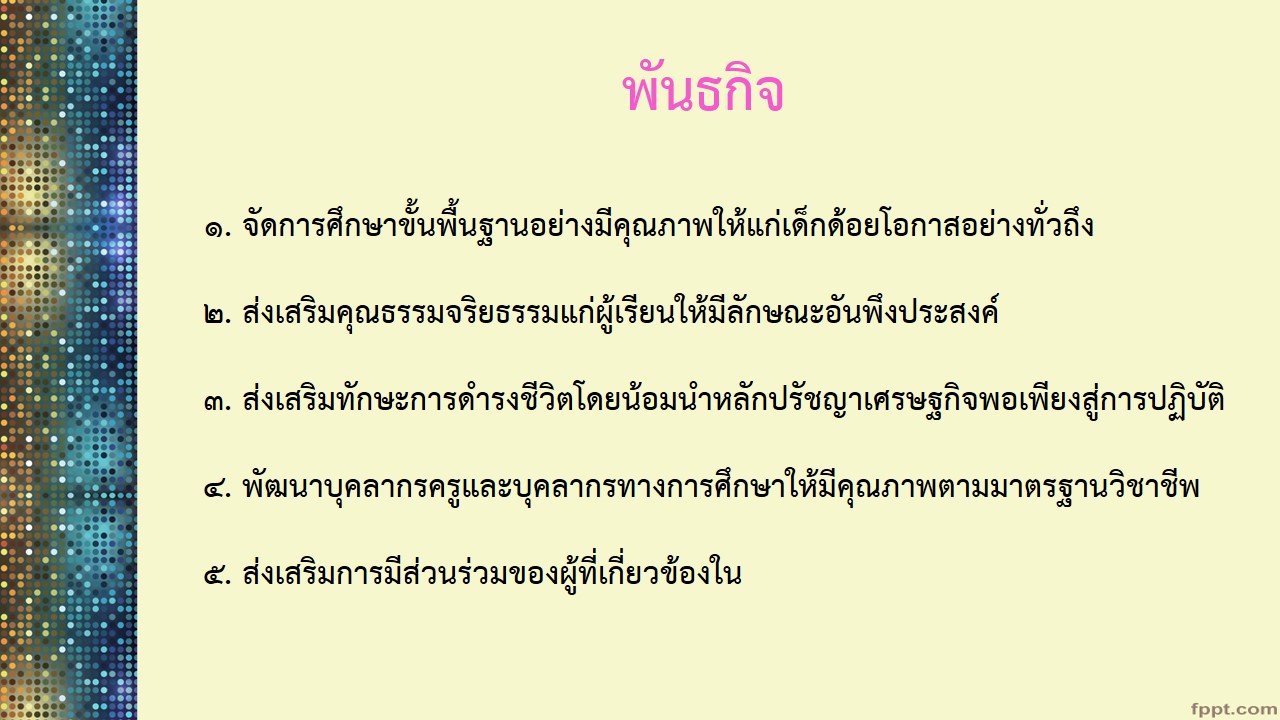 พันธกิจ
๑. จัดการศึกษาขั้นพื้นฐานอย่างมีคุณภาพให้แก่เด็กด้อยโอกาสอย่างทั่วถึง
๒. ส่งเสริมคุณธรรมจริยธรรมแก่ผู้เรียนให้มีลักษณะอันพึงประสงค์
๓. ส่งเสริมทักษะการดำรงชีวิตโดยน้อมนำหลักปรัชญาเศรษฐกิจพอเพียงสู่การปฏิบัติ
๔. พัฒนาบุคลากรครูและบุคลากรทางการศึกษาให้มีคุณภาพตามมาตรฐานวิชาชีพ
๕. ส่งเสริมการมีส่วนร่วมของผู้ที่เกี่ยวข้องใน
fppt.com